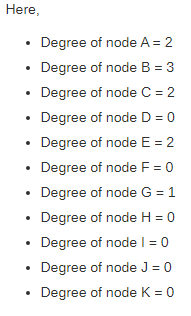 Here,
• Degree of node A = 2
• Degree of node B = 3
• Degree of node C = 2
• Degree of node D = 0
• Degree of node E = 2
• Degree of node F = 0
• Degree of node G = 1
• Degree of node H = 0
• Degree of node I = 0
• Degree of node J = 0
• Degree of node K = 0